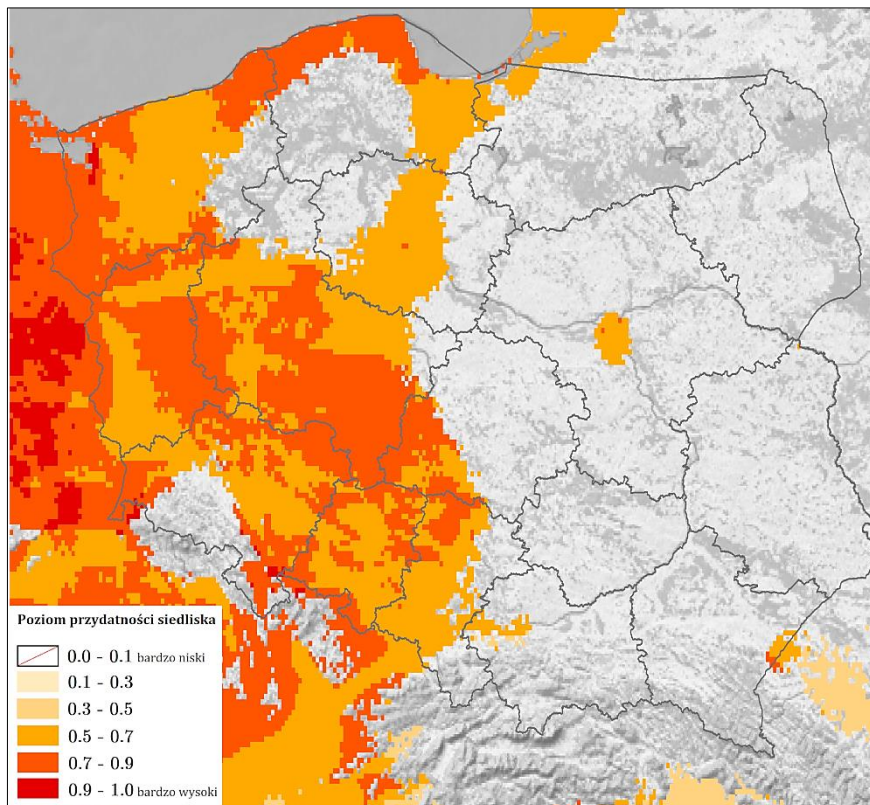 Poziom przydatności siedliska
0.0 - 0.1 bardzo niski
0.1 - 0.3
0.3 - 0.5
0.5 - 0.7
0.7 - 0.9
0.9 - 1.0 bardzo wysoki